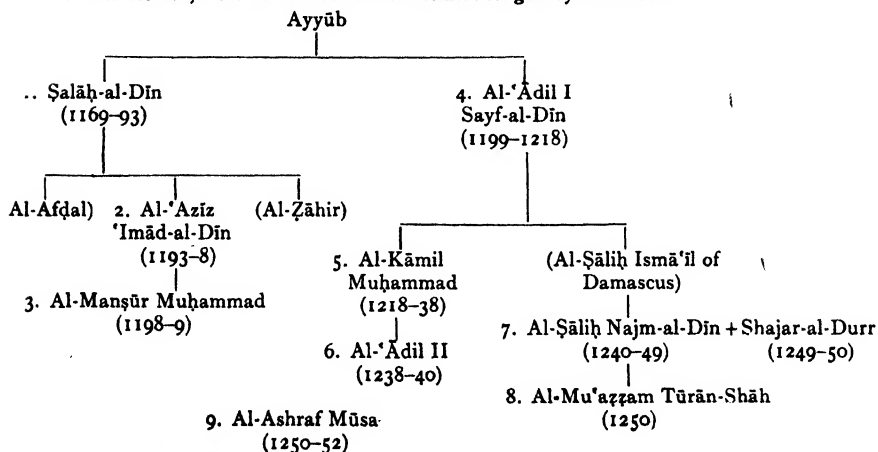 Ayyūb
.. Ṣalāḥ-al-Dīn
(1169–93)
4. Al-ʿĀdil I
Sayf-al-Dīn
(1199–1218)
Al-Afḍal)
2. Al-ʿAzīz
ʿImād-al-Dīn
(1193–8)
(Al-Ẓāhir)
3. Al-Manṣūr Muḥammad
(1198–9)
5. Al-Kāmil
Muḥammad
(1218–38)
(Al-Ṣāliḥ Ismāʿīl of
Damascus)
6. Al-ʿĀdil II
(1238–40)
7. Al-Ṣāliḥ Najm-al-Dīn + Shajar-al-Durr
(1240–49) (1249–50)
8. Al-Muʿaẓẓam Tūrān-Shāh
(1250)
9. Al-Ashraf Mūsa
(1250–52)